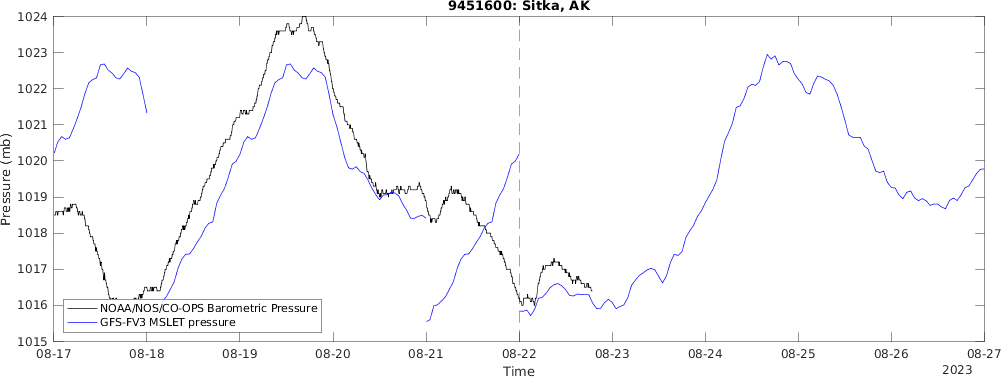 9451600: Sitka, AK
Pressure (mb)
1024
1023
1022
1021
1020
1019
1018
1017
1016
1015
NOAA/NOS/CO-OPS Barometric Pressure
GFS-FV3 MSLET pressure
08-17 08-18 08-19 08-20 08-21 08-22 08-23 08-24 08-25 08-26 08-27
Time
2023